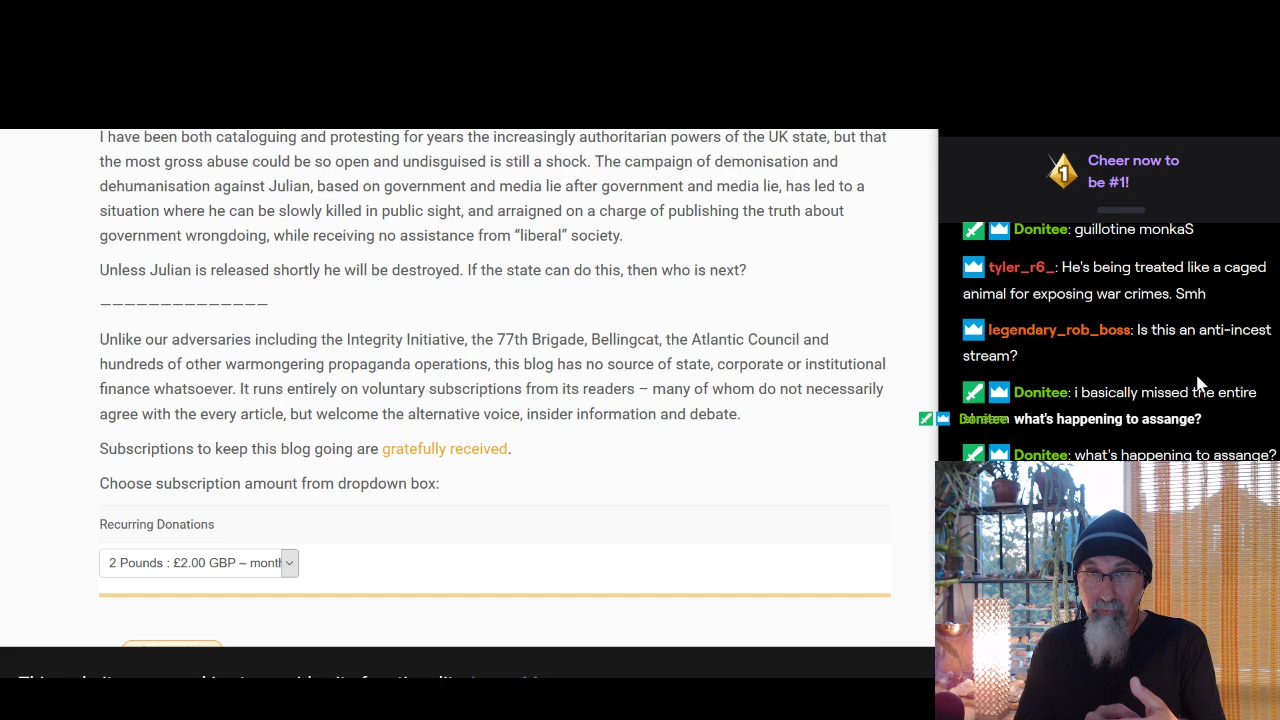 I have been both cataloguing and protesting for years the increasingly authoritarian powers of the UK state, but that
the most gross abuse could be so open and undisguised is still a shock. The campaign of demonisation and
dehumanisation against Julian, based on government and media lie after government and media lie, has led to a
situation where he can be slowly killed in public sight, and arraigned on a charge of publishing the truth about
government wrongdoing, while receiving no assistance from “liberal” society.
Unless Julian is released shortly he will be destroyed. If the state can do this, then who is next?
——————————————
Unlike our adversaries including the Integrity Initiative, the 77th Brigade, Bellingcat, the Atlantic Council and
hundreds of other warmongering propaganda operations, this blog has no source of state, corporate or institutional
finance whatsoever. It runs entirely on voluntary subscriptions from its readers – many of whom do not necessarily
agree with the every article, but welcome the alternative voice, insider information and debate.
Subscriptions to keep this blog going are gratefully received.
Choose subscription amount from dropdown box:
Recurring Donations
2 Pounds : £2.00 GBP – month
Cheer now to
be #1!
1
Donitee: guillotine monkaS
tyler_r6_: He's being treated like a caged
animal for exposing war crimes. Smh
legendary_rob_boss: Is this an anti-incest
stream?
Donitee: i basically missed the entire
Donitee what's happening to assange?
Donitee: what's happening to assange?